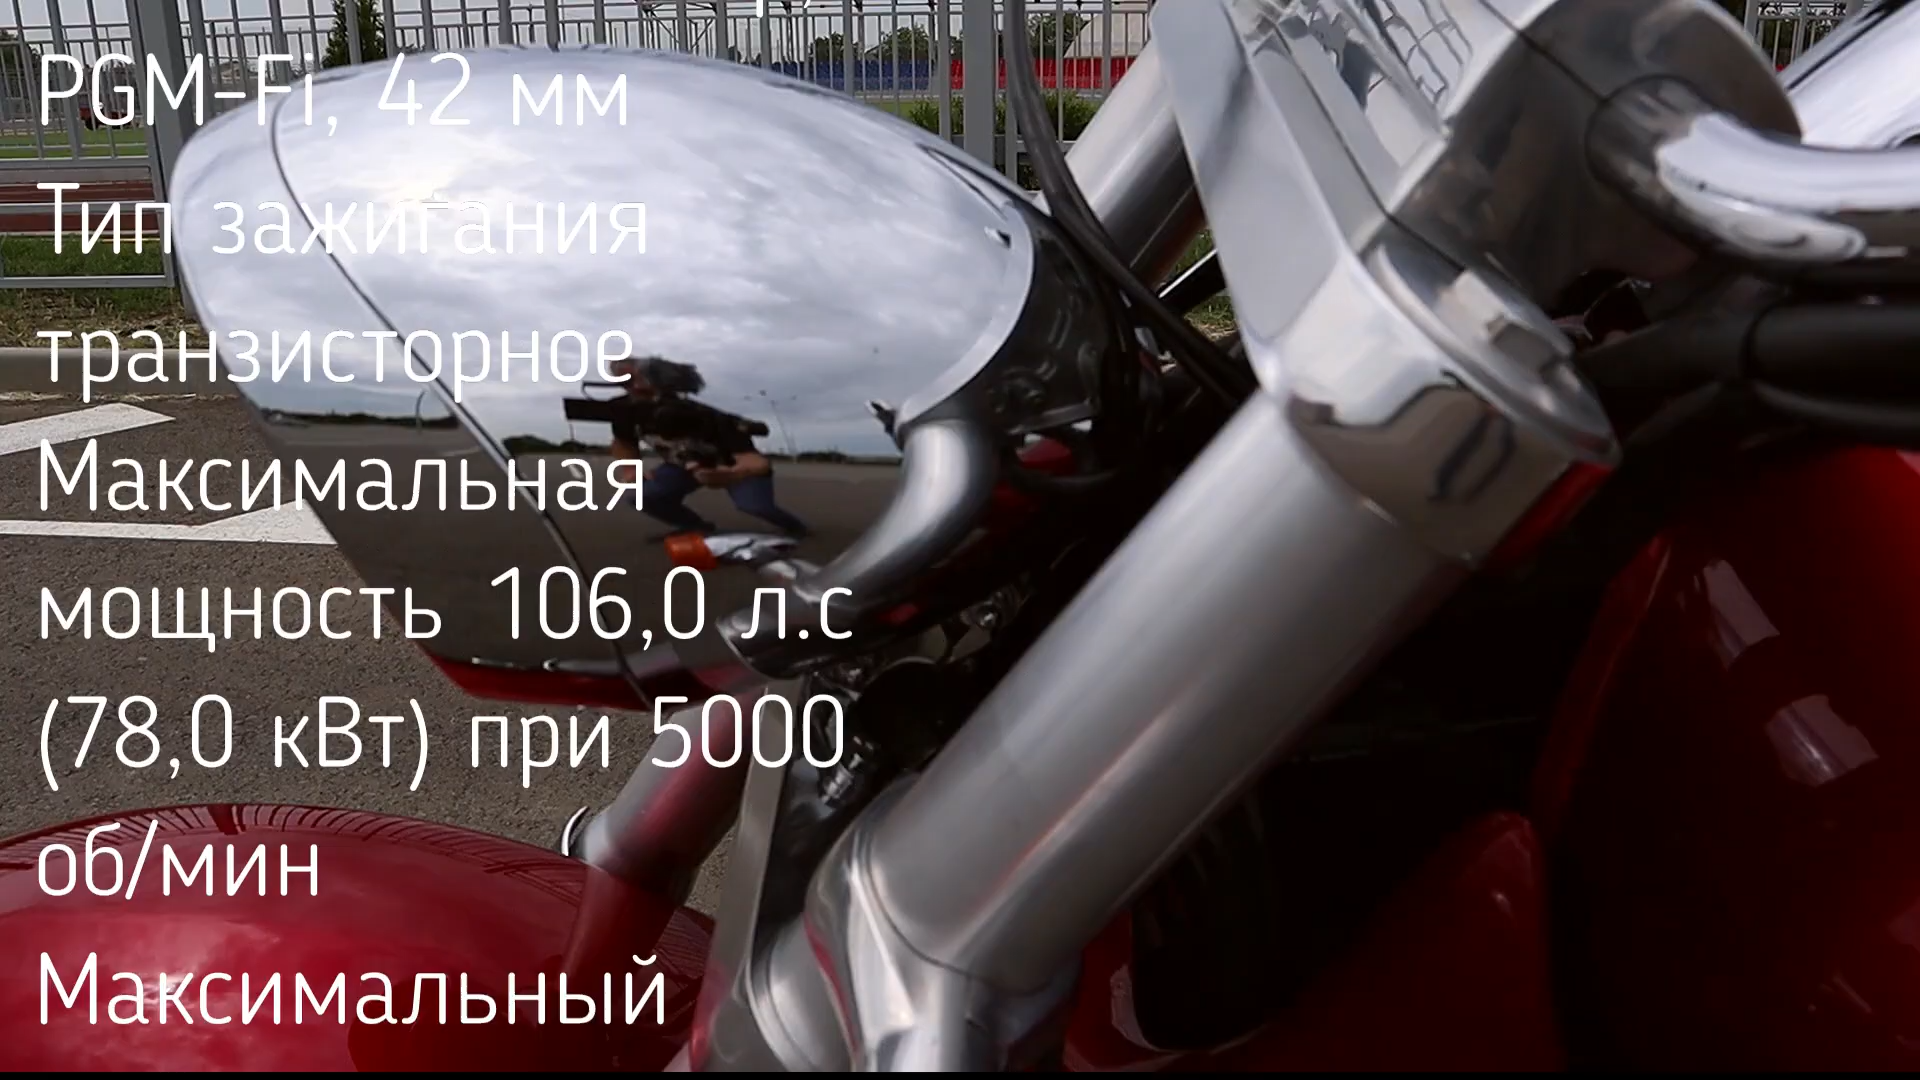 PGM-Fi, 42 мм
Тип зажигания
транзисторное
Максимальная
мощность 106,0 л.с
(78,0 кВт) при 5000
об/мин
Максимальный